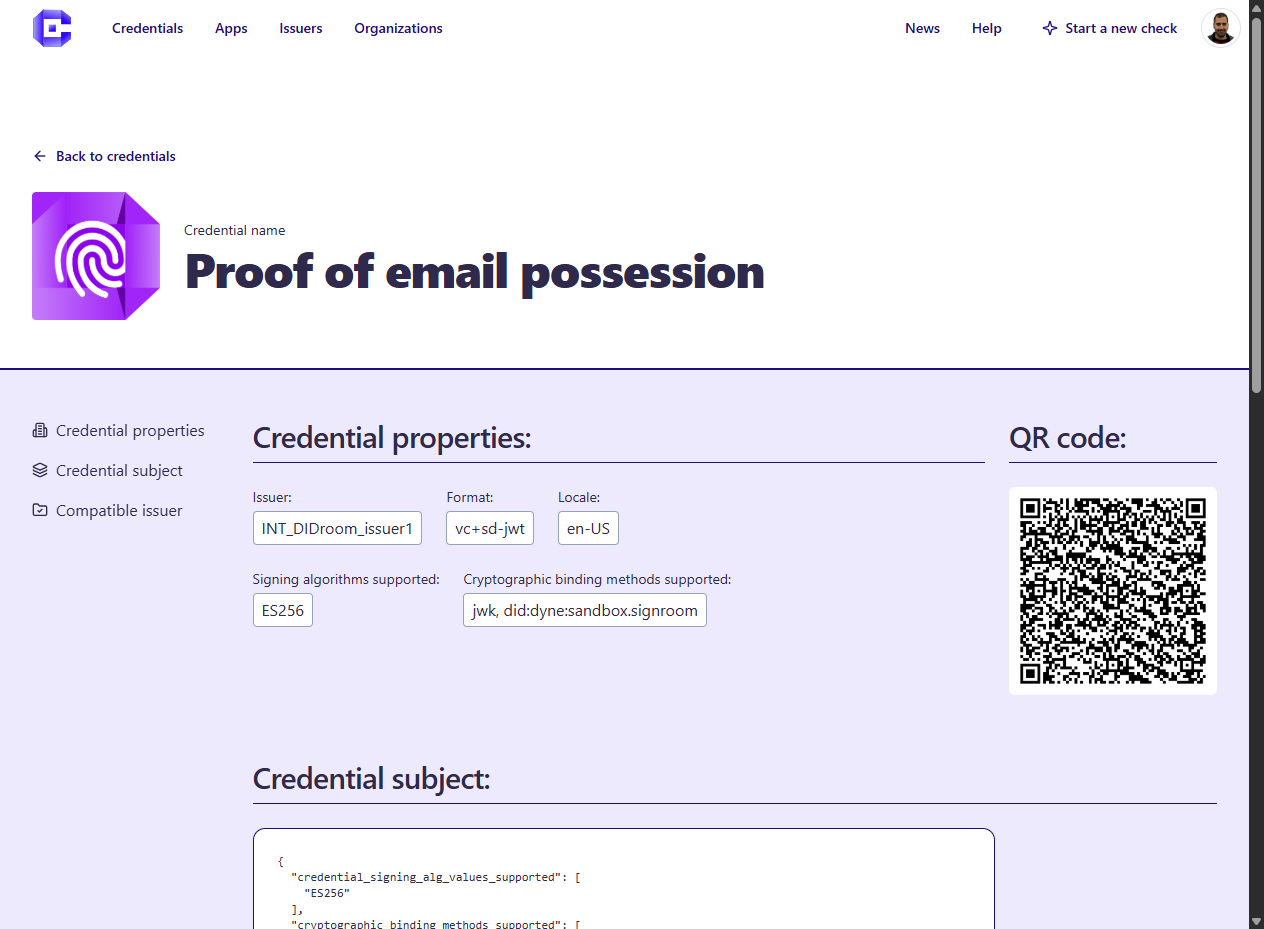 Credentials Apps Issuers Organizations News Help Start a new check
Back to credentials
Credential name
Proof of email possession
Credential properties
Credential subject
Compatible issuer
Credential properties:
Issuer: Format: Locale:
INT_DIDroom_issuer1 vc+sd-jwt en-US
Signing algorithms supported: Cryptographic binding methods supported:
ES256 jwk, did:dyne:sandbox.signroom
QR code:
Credential subject:
{
"credential_signing_alg_values_supported": [
"ES256"
],
"cryptographic_binding_methods_supported": [